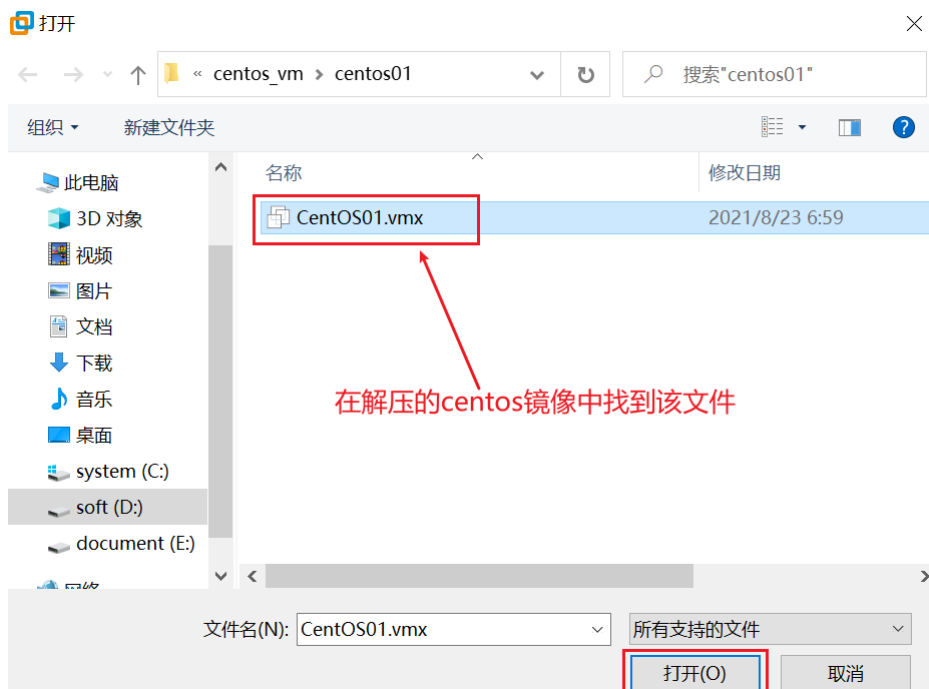 打开
« centos_vm › centos01
搜索"centos01"
组织
新建文件夹
名称
修改日期
此电脑
3D 对象
视频
图片
文档
下载
音乐
桌面
system (C:)
soft (D:)
document (E:)
网络
CentOS01.vmx
2021/8/23 6:59
在解压的centos镜像中找到该文件
文件名(N):
CentOS01.vmx
所有支持的文件
打开(O)
取消